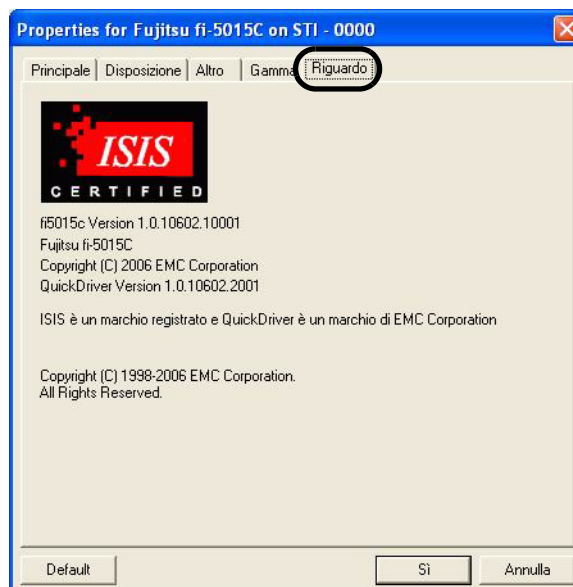 Properties for Fujitsu fi-5015C on STI - 0000
Principale Disposizione Altro Gamma Riguardo
ISIS
CERTIFIED
fi5015c Version 1.0.10602.10001
Fujitsu fi-5015C
Copyright (C) 2006 EMC Corporation
QuickDriver Version 1.0.10602.2001
ISIS è un marchio registrato e QuickDriver è un marchio di EMC Corporation
Copyright (C) 1998-2006 EMC Corporation.
All Rights Reserved.
Default Sì Annulla